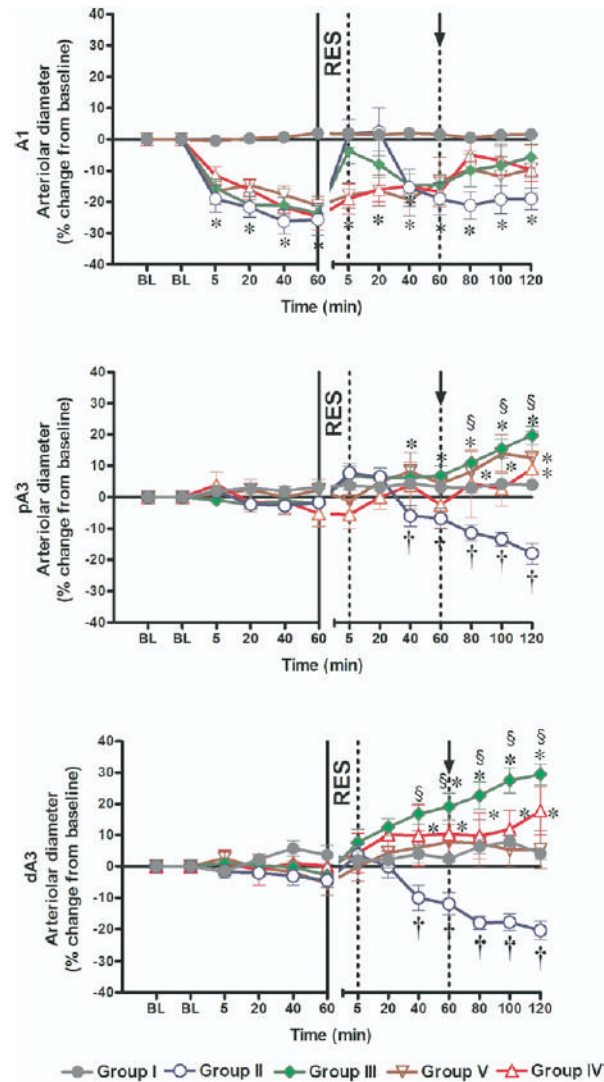 A1
Arteriolar diameter
(% change from baseline)
40
30
20
10
0
-10
-20
-30
-40
RES
* * * * * * * * * * *
BL BL 5 20 40 60 5 20 40 60 80 100 120
Time (min)
pA3
Arteriolar diameter
(% change from baseline)
40
30
20
10
0
-10
-20
-30
-40
RES
§ § §
* * * * *
* * * *
† † † † †
BL BL 5 20 40 60 5 20 40 60 80 100 120
Time (min)
dA3
Arteriolar diameter
(% change from baseline)
40
30
20
10
0
-10
-20
-30
-40
RES
§ § § § §
* * * *
* * * * *
† † † † †
BL BL 5 20 40 60 5 20 40 60 80 100 120
Time (min)
Group I Group II Group III Group V Group IV